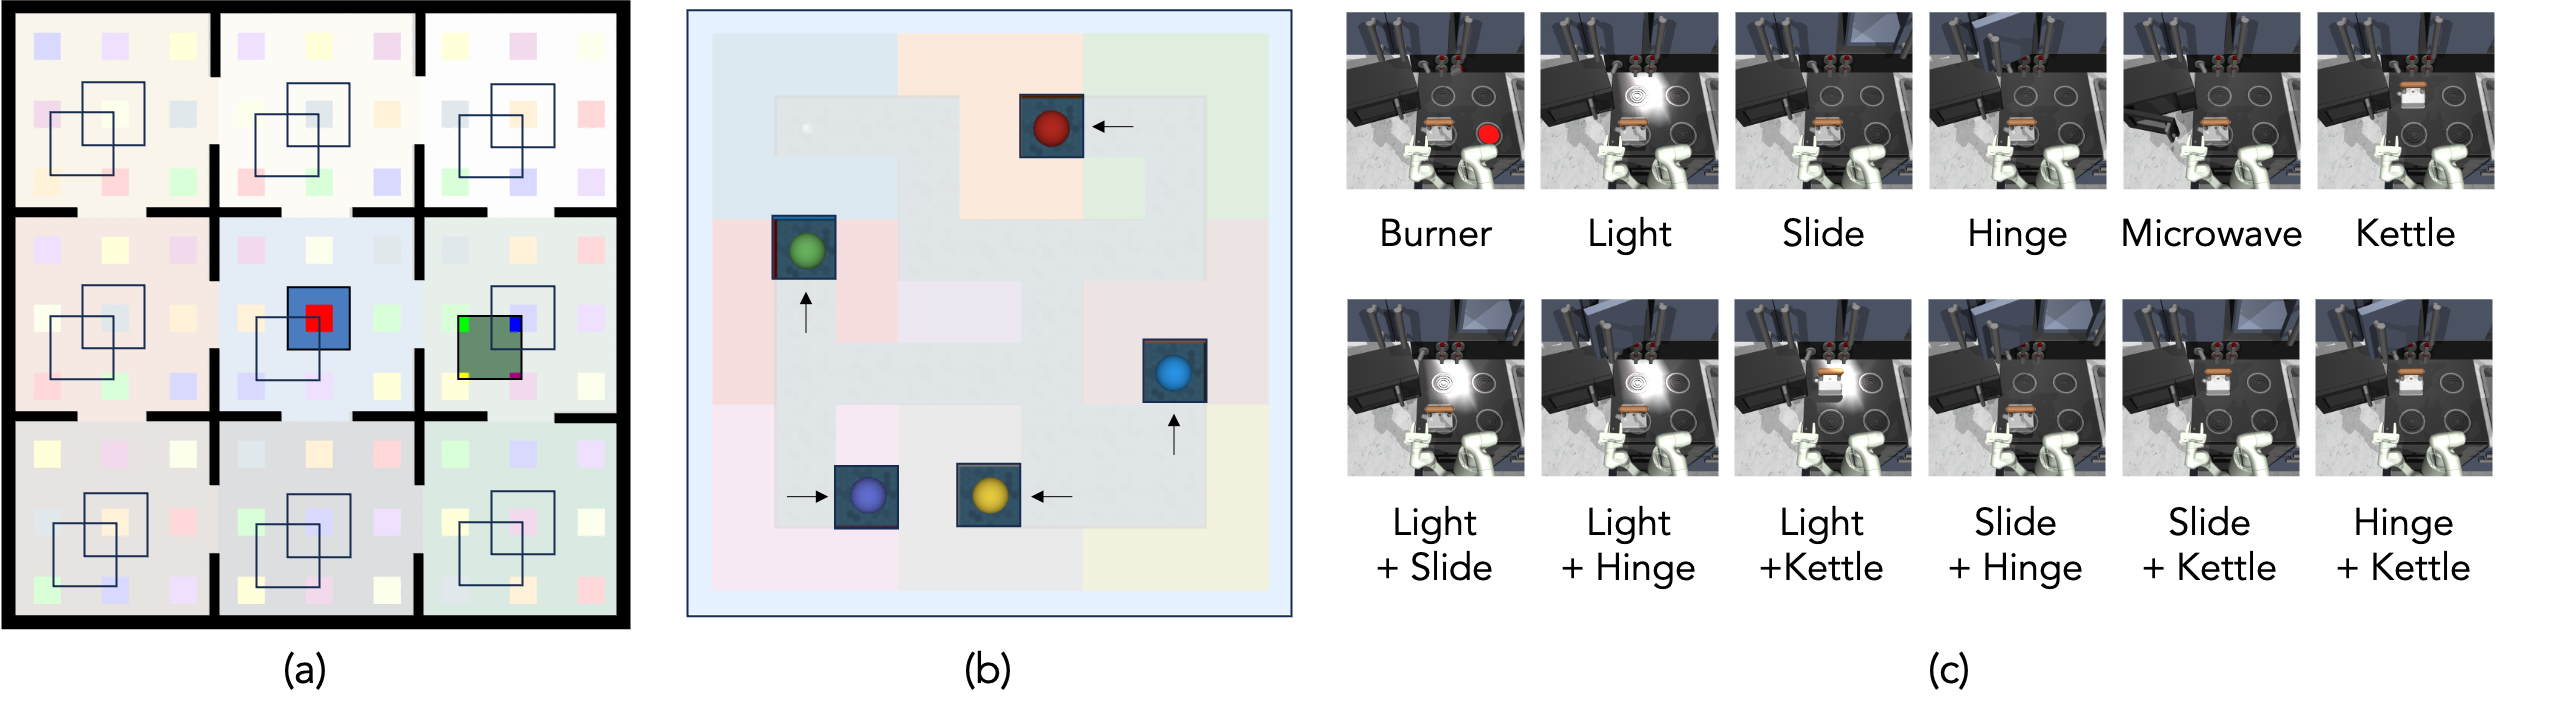 Burner
Light
Slide
Hinge
Microwave
Kettle
Light
+ Slide
Light
+ Hinge
Light
+Kettle
Slide
+ Hinge
Slide
+ Kettle
Hinge
+ Kettle
(a)
(b)
(c)